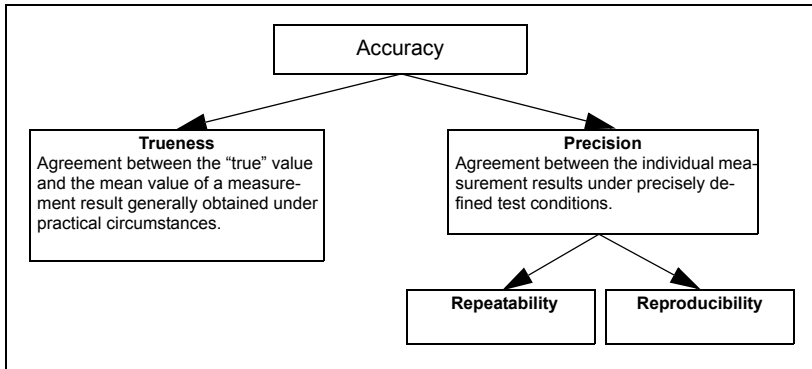 Accuracy
Trueness
Agreement between the “true” value
and the mean value of a measure-
ment result generally obtained under
practical circumstances.
Precision
Agreement between the individual mea-
surement results under precisely de-
fined test conditions.
Repeatability
Reproducibility